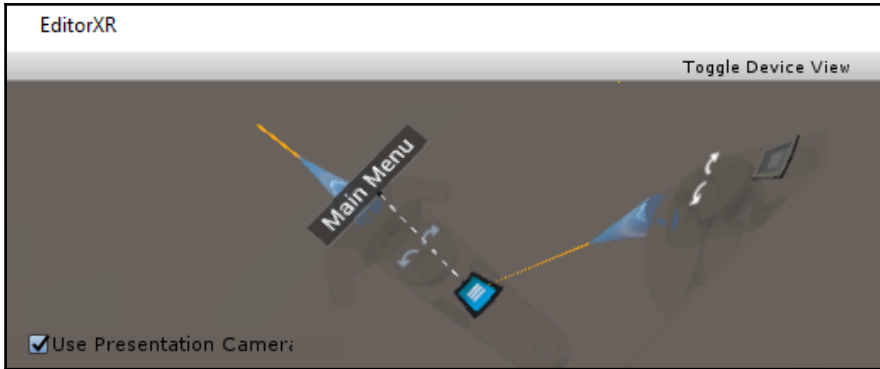 EditorXR
Toggle Device View
Main Menu
Use Presentation Camera